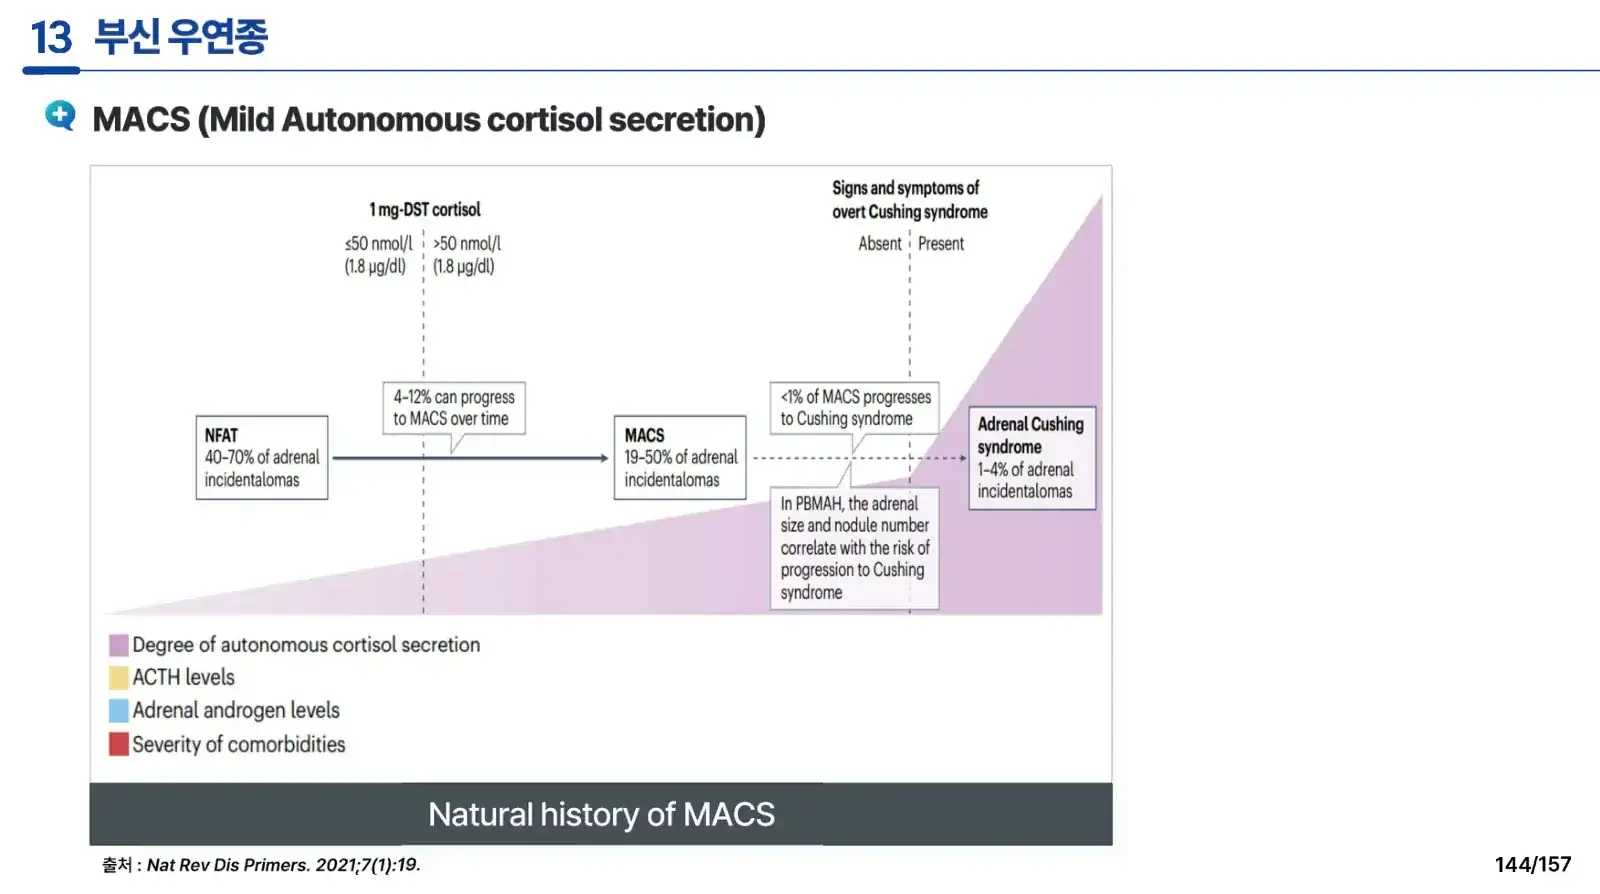 13 부신 우연종
MACS (Mild Autonomous cortisol secretion)
1 mg-DST cortisol
≤50 nmol/l
(1.8 µg/dl)
>50 nmol/l
(1.8 µg/dl)
Signs and symptoms of
overt Cushing syndrome
Absent
Present
NFAT
40–70% of adrenal
incidentalomas
4–12% can progress
to MACS over time
MACS
19–50% of adrenal
incidentalomas
<1% of MACS progresses
to Cushing syndrome
In PBMAH, the adrenal
size and nodule number
correlate with the risk of
progression to Cushing
syndrome
Adrenal Cushing
syndrome
1–4% of adrenal
incidentalomas
Degree of autonomous cortisol secretion
ACTH levels
Adrenal androgen levels
Severity of comorbidities
Natural history of MACS
출처 : Nat Rev Dis Primers. 2021;7(1):19.
144/157